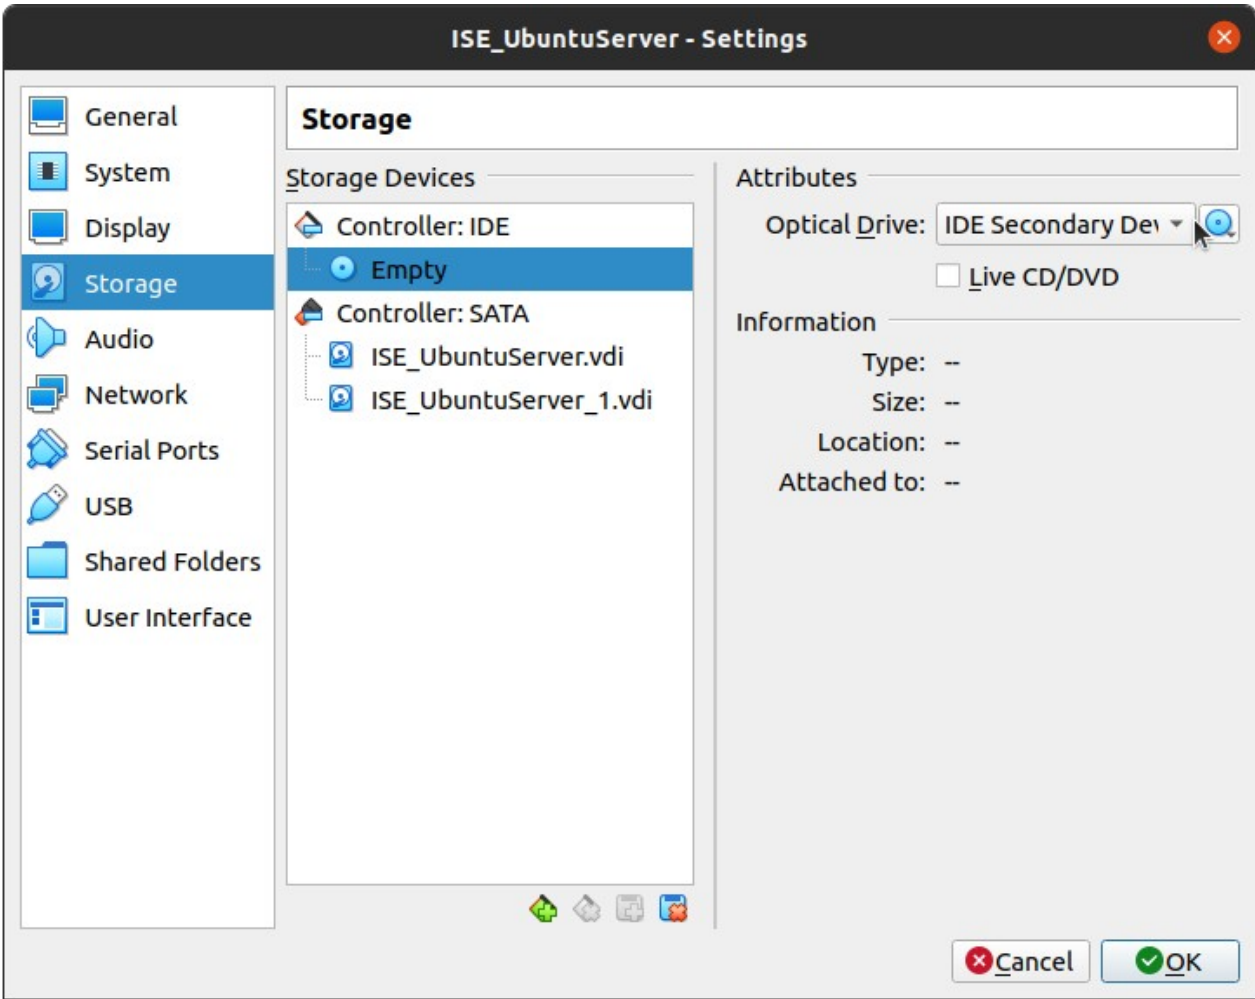 ISE_UbuntuServer - Settings
General
System
Display
Storage
Audio
Network
Serial Ports
USB
Shared Folders
User Interface
Storage
Storage Devices
Controller: IDE
Empty
Controller: SATA
ISE_UbuntuServer.vdi
ISE_UbuntuServer_1.vdi
Attributes
Optical Drive: IDE Secondary Dev
Live CD/DVD
Information
Type: --
Size: --
Location: --
Attached to: --
Cancel
OK